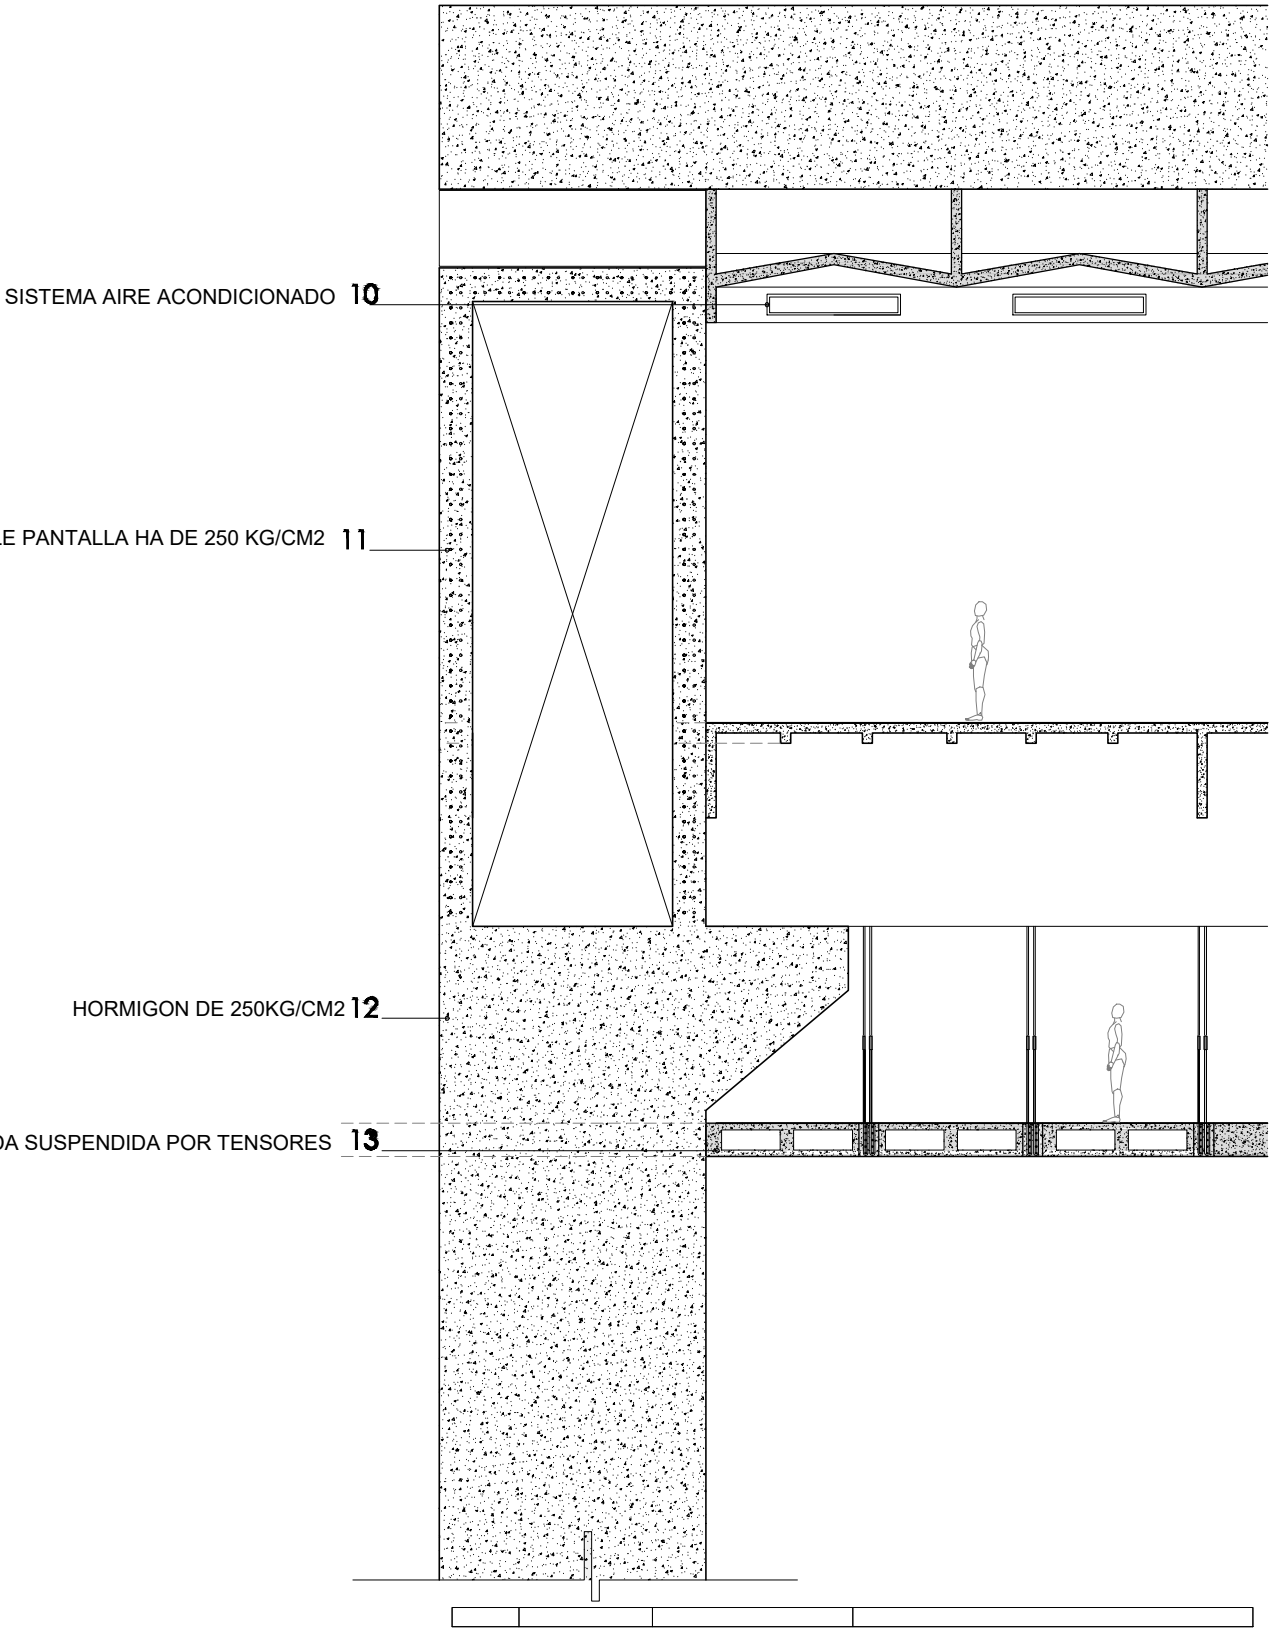 SISTEMA AIRE ACONDICIONADO 10
PANTALLA HA DE 250 KG/CM2 11
HORMIGON DE 250KG/CM2 12
SUSPENDIDA POR TENSORES 13